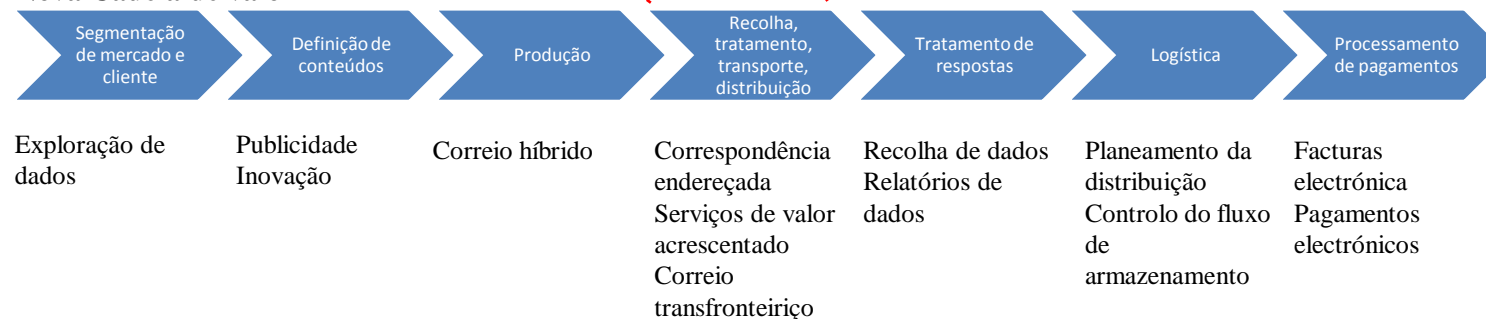 Segmentação
de mercado e
cliente
Definição de
conteúdos
Produção
Recolha,
tratamento,
transporte,
distribuição
Tratamento de
respostas
Logística
Processamento
de pagamentos
Exploração de
dados
Publicidade
Inovação
Correio híbrido
Correspondência
endereçada
Serviços de valor
acrescentado
Correio
transfronteiriço
Recolha de dados
Relatórios de
dados
Planeamento da
distribuição
Controlo do fluxo
de
armazenamento
Facturas
electrónica
Pagamentos
electrónicos